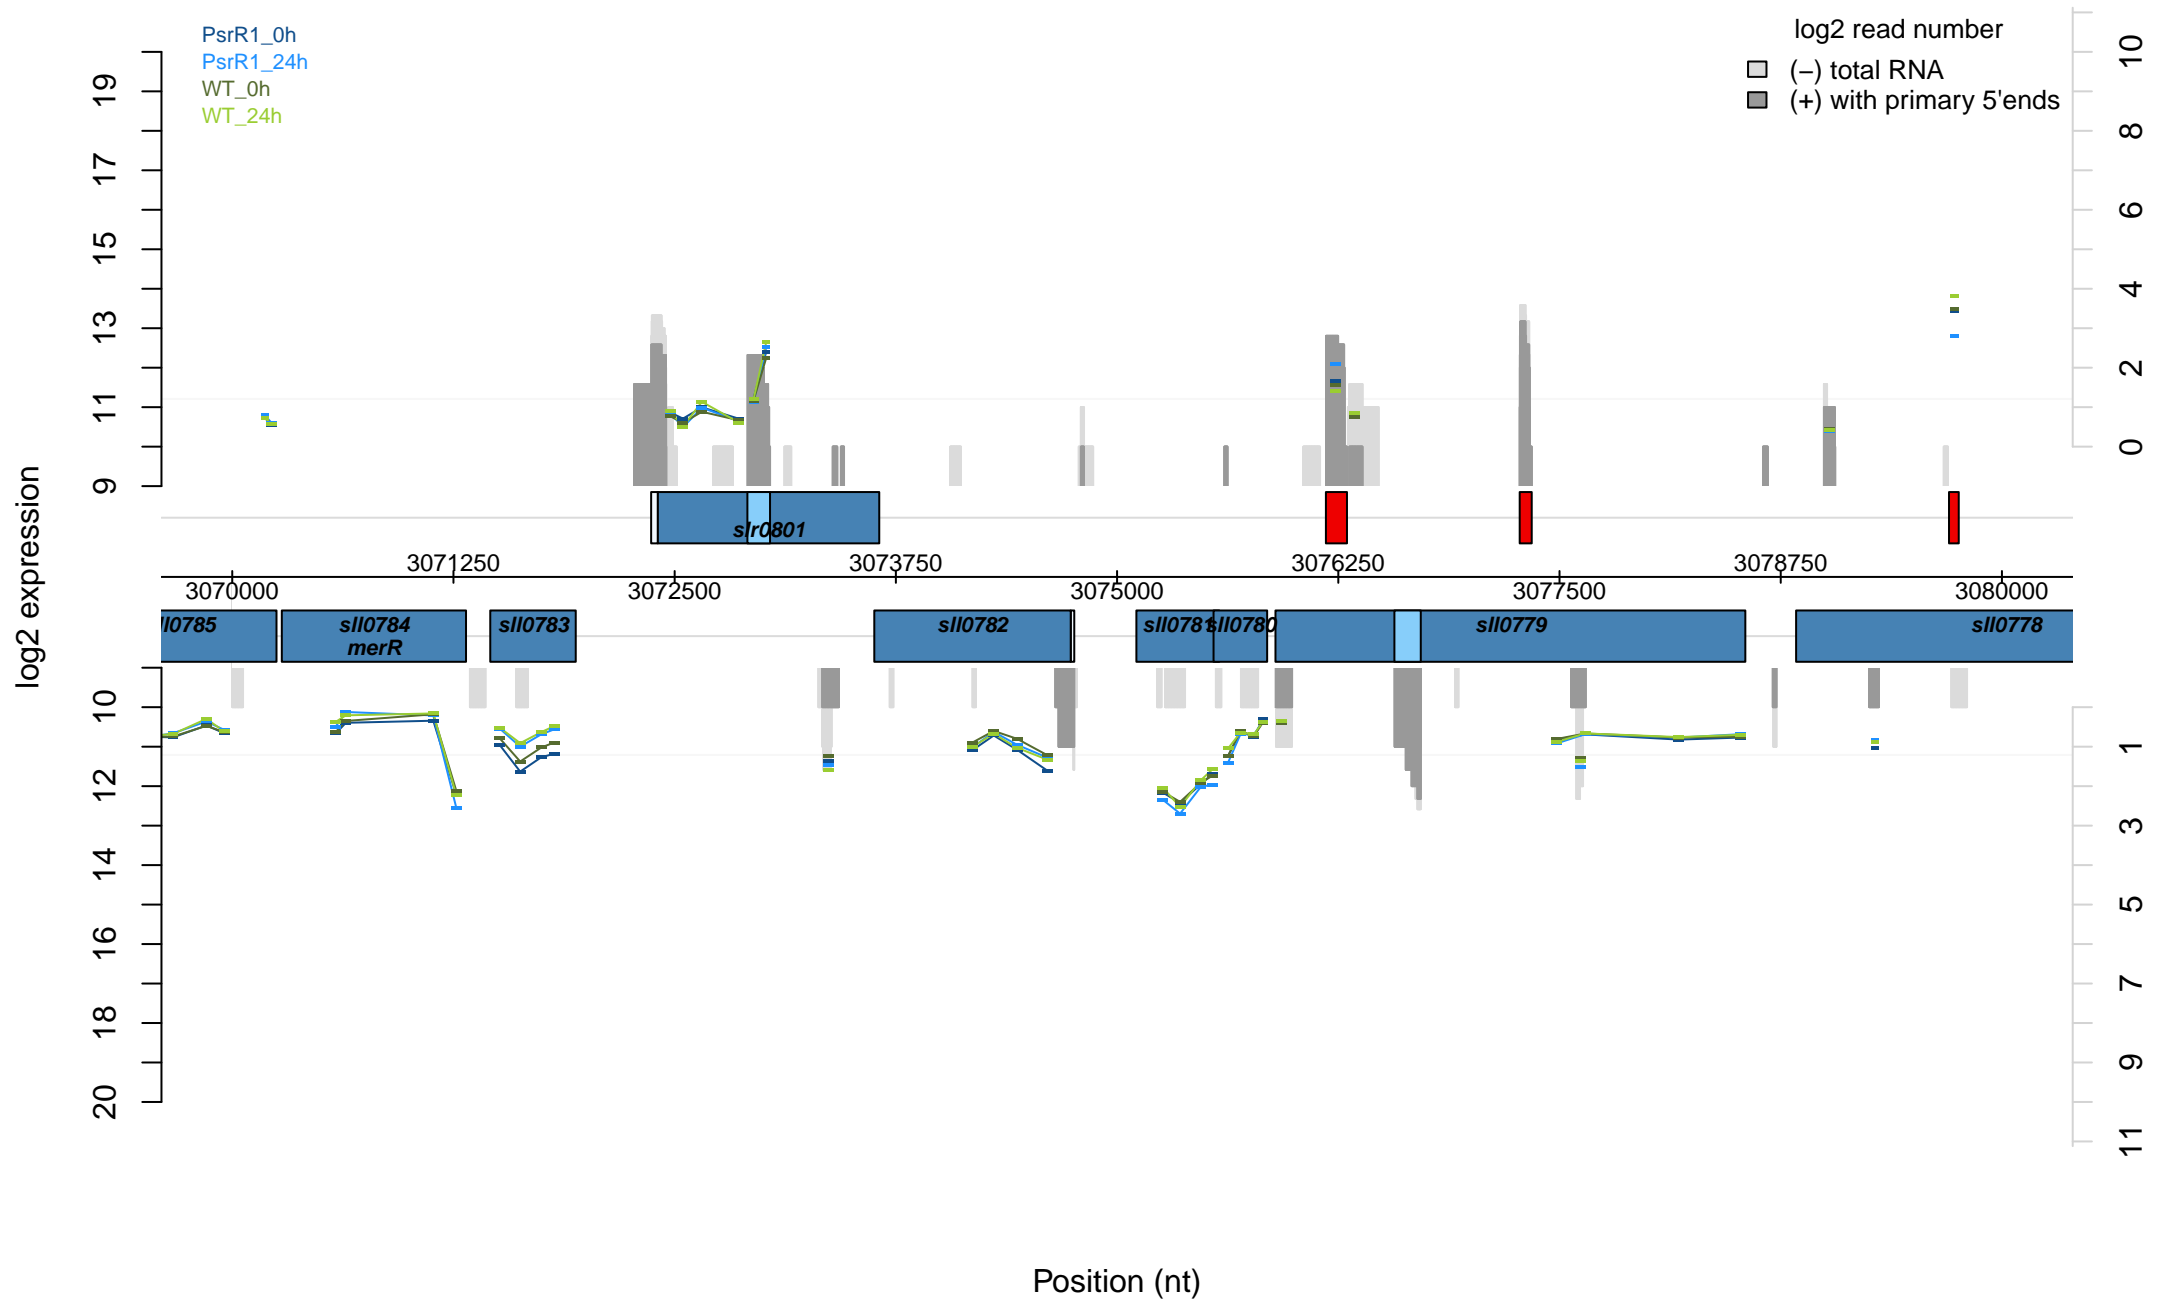 PsrR1_0h
PsrR1_24h
WT_0h
WT_24h
log2 read number
(−) total RNA
(+) with primary 5'ends
19
17
15
13
11
9
10
8
6
4
2
0
log2 expression
slr0801
3071250
3073750
3076250
3078750
3070000
3072500
3075000
3077500
3080000
ll0785
sll0784
merR
sll0783
sll0782
sll0781
sll0780
sll0779
sll0778
10
12
14
16
18
20
1
3
5
7
9
11
Position (nt)